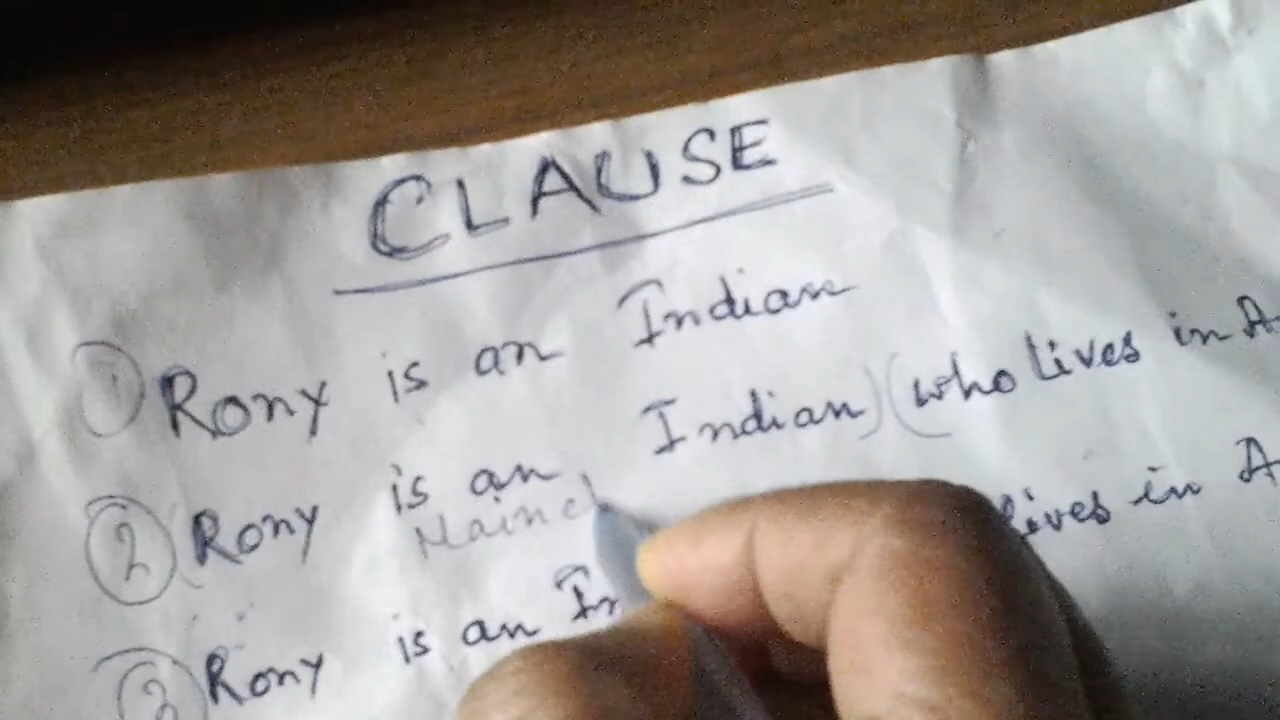 CLAUSE
① Rony is an Indian
② (Rony is an Indian) (who lives in A
Main cl
③ Rony is an In lives in A